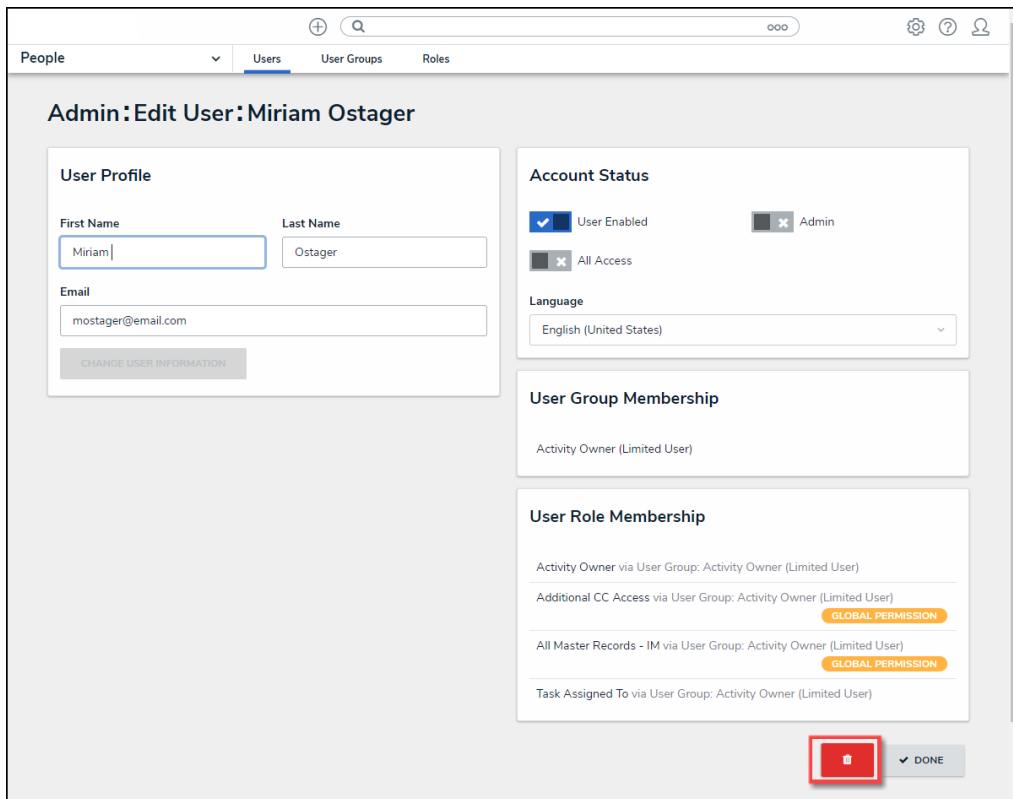 People
Users
User Groups
Roles
Admin:Edit User:Miriam Ostager
User Profile
First Name
Last Name
Miriam
Ostager
Email
mostager@email.com
CHANGE USER INFORMATION
Account Status
User Enabled
Admin
All Access
Language
English (United States)
User Group Membership
Activity Owner (Limited User)
User Role Membership
Activity Owner via User Group: Activity Owner (Limited User)
Additional CC Access via User Group: Activity Owner (Limited User)
GLOBAL PERMISSION
All Master Records - IM via User Group: Activity Owner (Limited User)
GLOBAL PERMISSION
Task Assigned To via User Group: Activity Owner (Limited User)
DONE